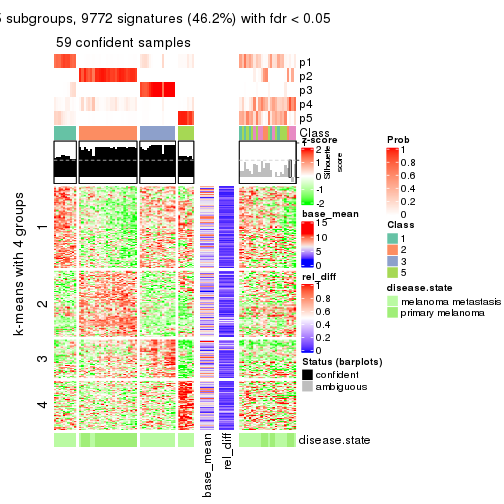 5 subgroups, 9772 signatures (46.2%) with fdr < 0.05
59 confident samples
p1
p2
p3
p4
p5
Class
1
Silhouette
score
k-means with 4 groups
1
2
3
4
base_mean
rel_diff
disease.state
z-score
2
1
0
-1
-2
base_mean
15
10
5
0
rel_diff
1
0.8
0.6
0.4
0.2
0
Status (barplots)
confident
ambiguous
Prob
1
0.8
0.6
0.4
0.2
0
Class
1
2
3
5
disease.state
melanoma metastasis
primary melanoma